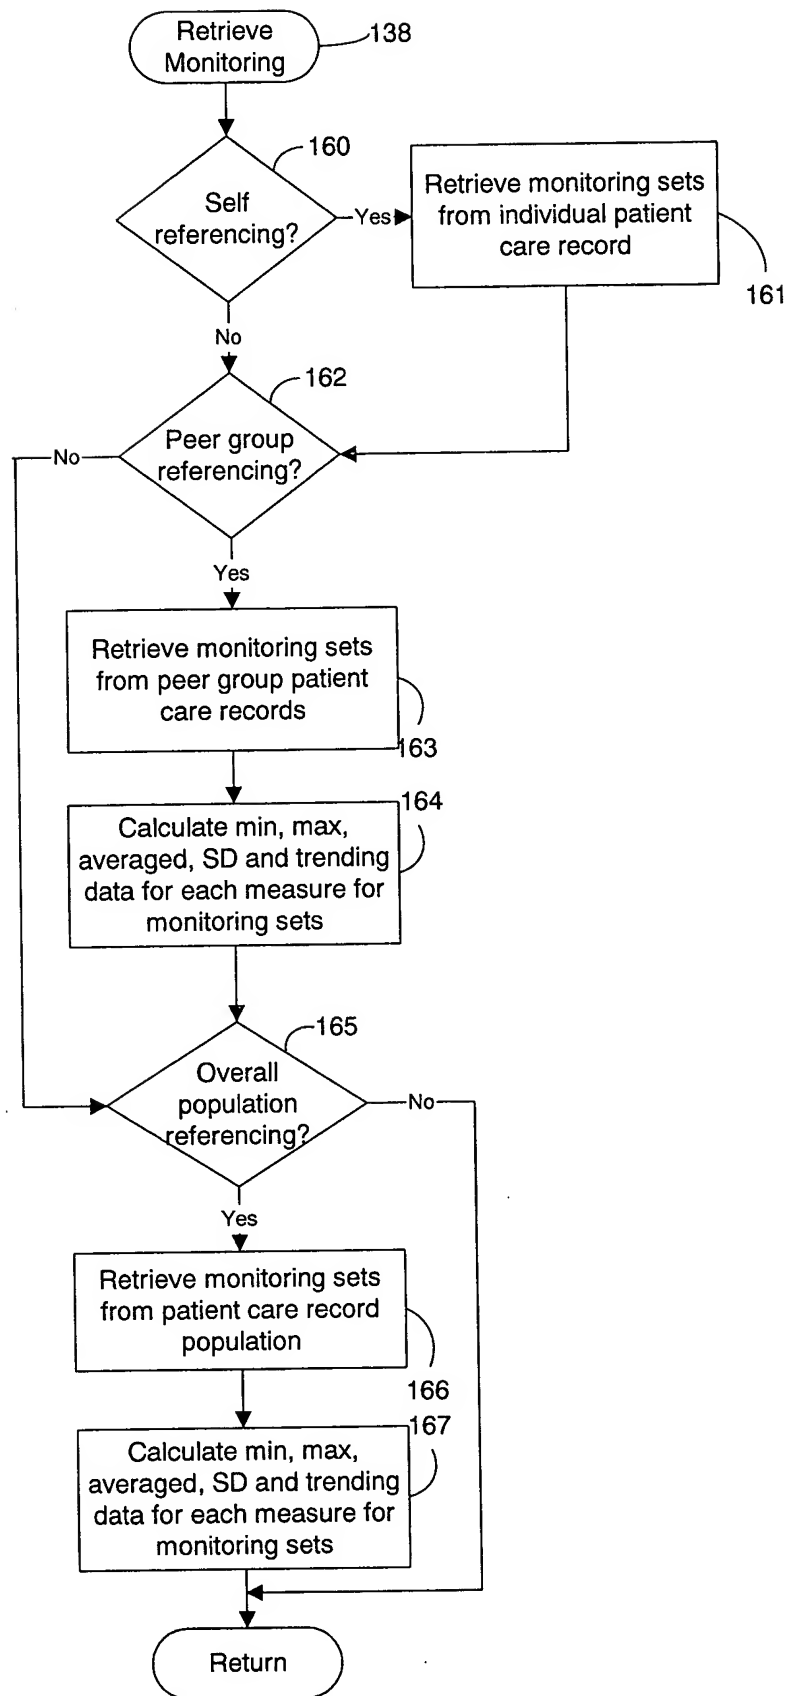 Retrieve
Monitoring
138
160
Self
referencing?
Yes
Retrieve monitoring sets
from individual patient
care record
161
No
162
Peer group
referencing?
No
Yes
Retrieve monitoring sets
from peer group patient
care records
163
164
Calculate min, max,
averaged, SD and trending
data for each measure for
monitoring sets
165
Overall
population
referencing?
No
Yes
Retrieve monitoring sets
from patient care record
population
166
167
Calculate min, max,
averaged, SD and trending
data for each measure for
monitoring sets
Return